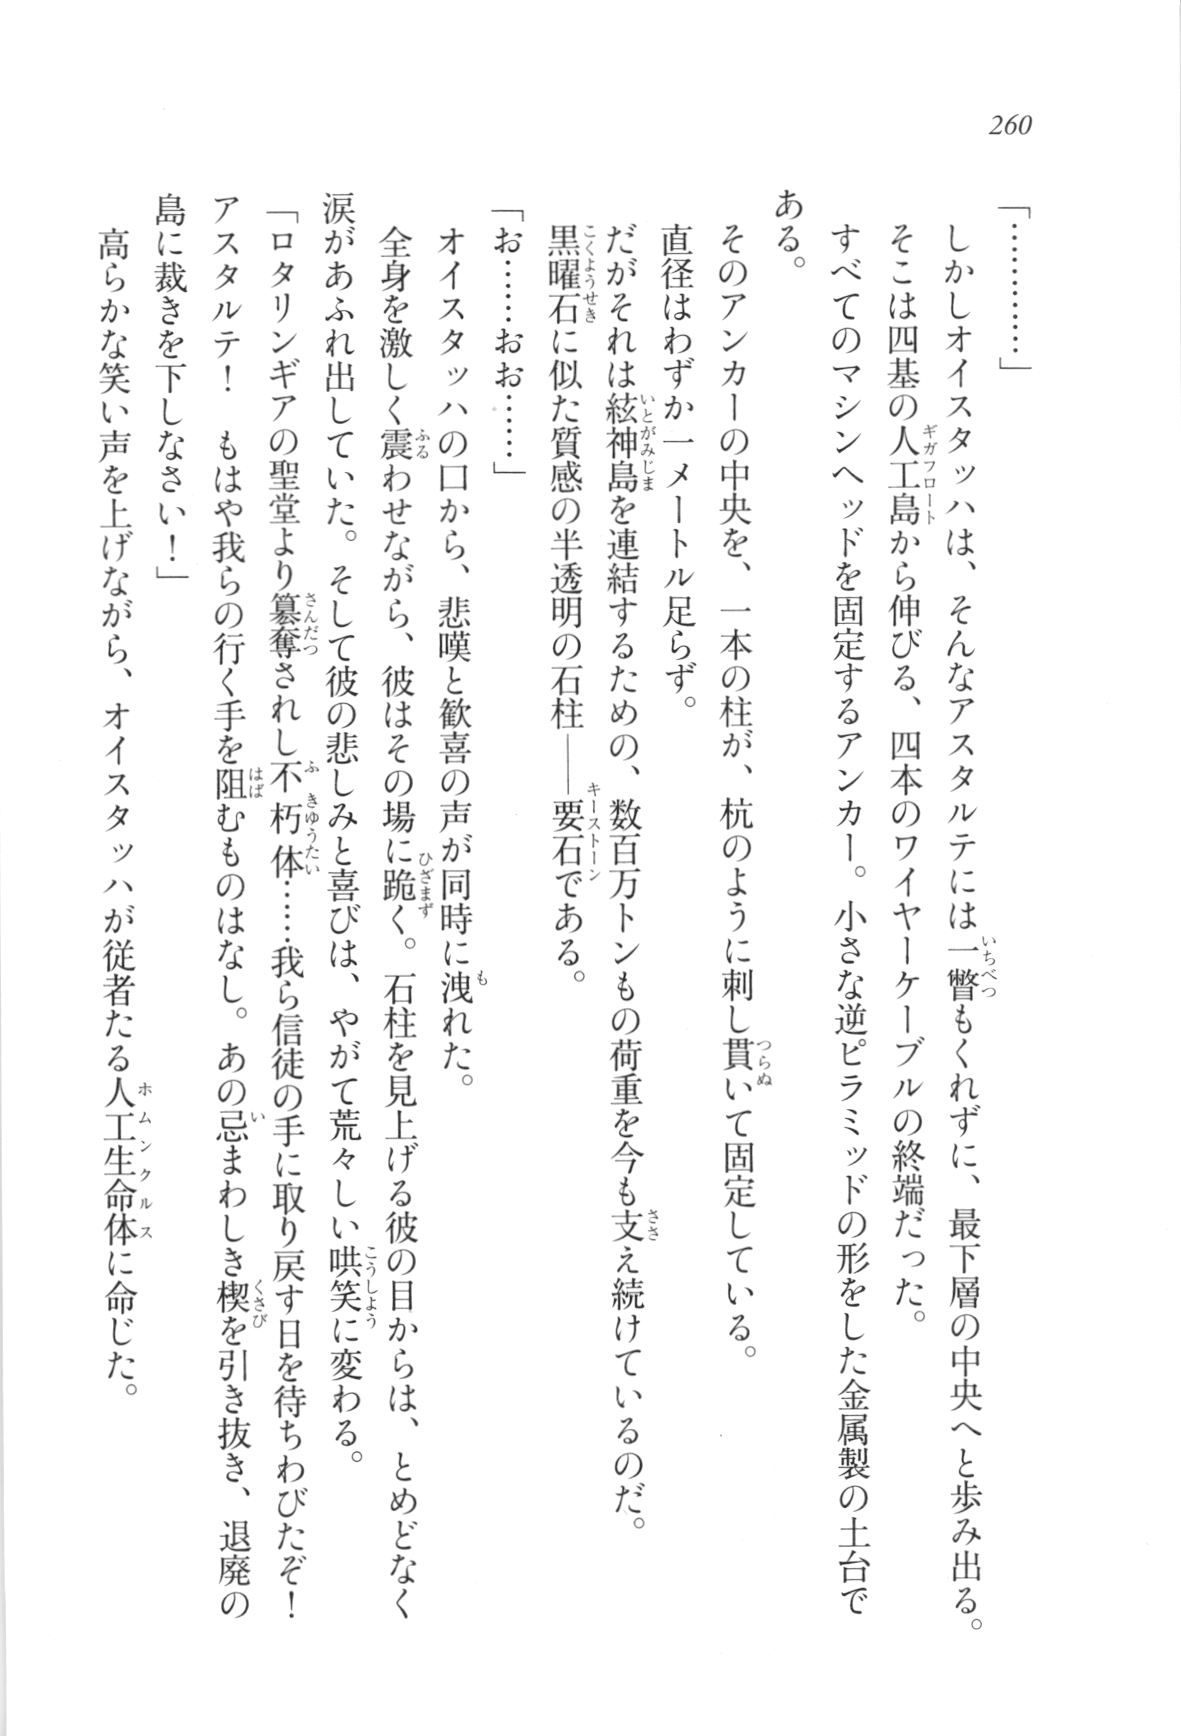 260
「…………」
しかしオイスタッハは、そんなアスタルテには一瞥もくれずに、最下層の中央へと歩み出る。
そこは四基の人工島から伸びる、四本のワイヤーケーブルの終端だった。
すべてのマシンヘッドを固定するアンカー。小さな逆ピラミッドの形をした金属製の土台で
ある。
そのアンカーの中央を、一本の柱が、杭のように刺し貫いて固定している。
直径はわずか一メートル足らず。
だがそれは絃神島を連結するための、数百万トンもの荷重を今も支え続けているのだ。
黒曜石に似た質感の半透明の石柱――要石である。
「お……おお……」
オイスタッハの口から、悲嘆と歓喜の声が同時に洩れた。
全身を激しく震わせながら、彼はその場に跪く。石柱を見上げる彼の目からは、とめどなく
涙があふれ出していた。そして彼の悲しみと喜びは、やがて荒々しい哄笑に変わる。
「ロタリンギアの聖堂より簒奪されし不朽体……我ら信徒の手に取り戻す日を待ちわびたぞ！
アスタルテ！　もはや我らの行く手を阻むものはなし。あの忌まわしき楔を引き抜き、退廃の
島に裁きを下しなさい！」
高らかな笑い声を上げながら、オイスタッハが従者たる人工生命体に命じた。